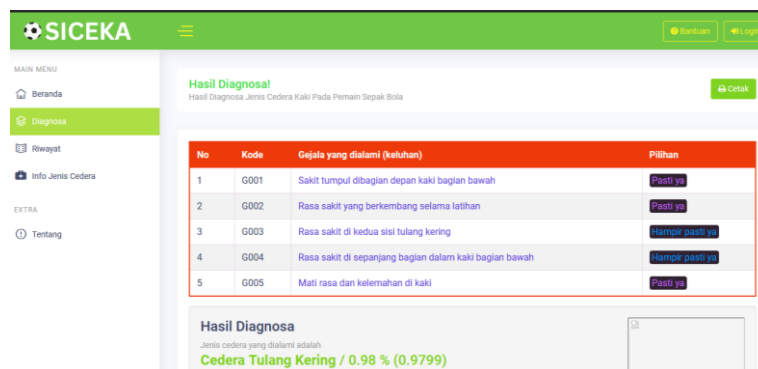 SICEKA
Bantuan
Login
MAIN MENU
Beranda
Diagnosa
Riwayat
Info Jenis Cedera
EXTRA
Tentang
Hasil Diagnosa!
Hasil Diagnosa Jenis Cedera Kaki Pada Pemain Sepak Bola
Cetak
No Kode Gejala yang dialami (keluhan) Pilihan
1 G001 Sakit tumpul dibagian depan kaki bagian bawah Pasti ya
2 G002 Rasa sakit yang berkembang selama latihan Pasti ya
3 G003 Rasa sakit di kedua sisi tulang kering Hampir pasti ya
4 G004 Rasa sakit di sepanjang bagian dalam kaki bagian bawah Hampir pasti ya
5 G005 Mati rasa dan kelemahan di kaki Pasti ya
Hasil Diagnosa
Jenis cedera yang dialami adalah
Cedera Tulang Kering / 0.98 % (0.9799)